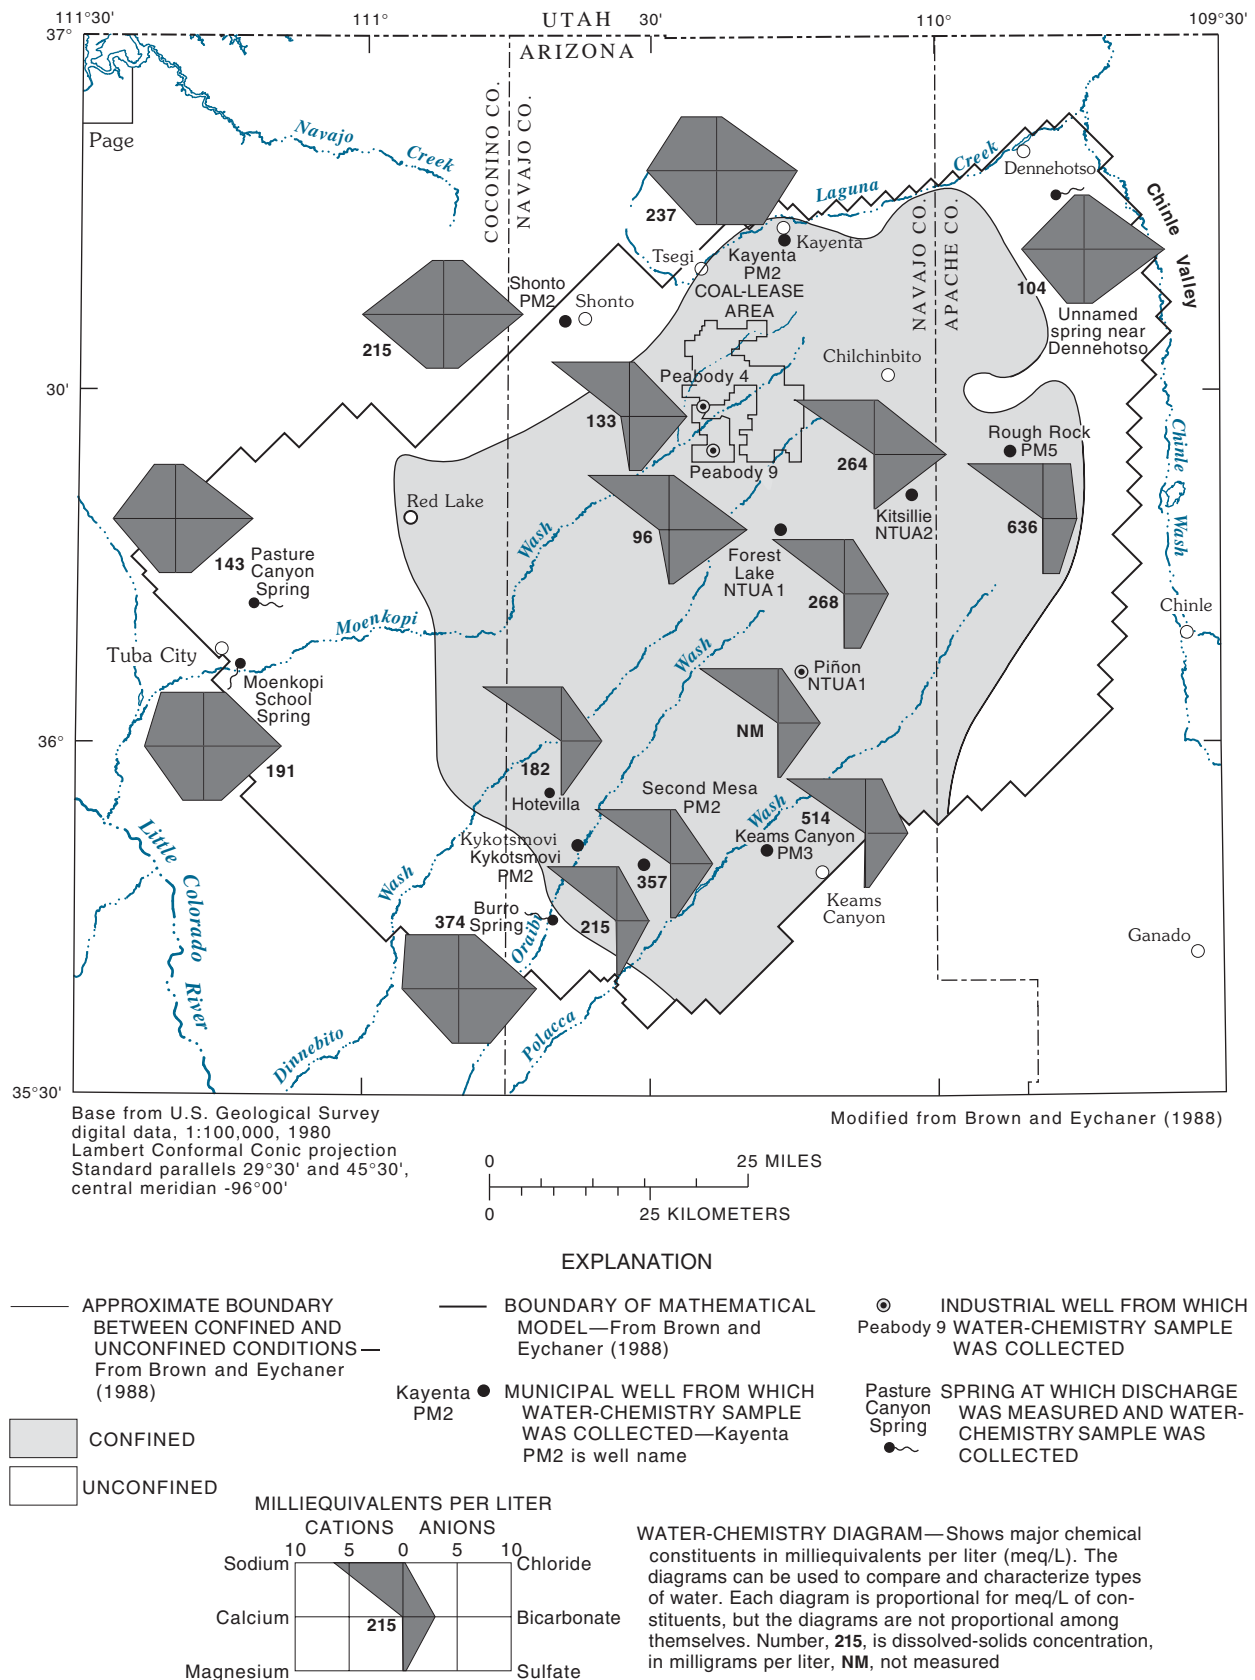 111°30'
111°
30'
110°
109°30'
UTAH
ARIZONA
37°
Page
Navajo
Creek
COCONINO CO.
NAVAJO CO.
237
Tsegi
Kayenta
Kayenta
PM2
COAL-LEASE
AREA
Laguna
Creek
Dennehotso
NAVAJO CO.
APACHE CO.
Chinle
Valley
104
Unnamed
spring near
Dennehotso
Shonto
PM2
Shonto
215
30'
Peabody 4
133
Chilchinbito
Peabody 9
264
Kitsillie
NTUA2
Rough Rock
PM5
636
Chinle
Wash
Red Lake
Wash
96
Forest
Lake
NTUA 1
268
143
Pasture
Canyon
Spring
Moenkopi
Chinle
Tuba City
Moenkopi
School
Spring
Wash
Piñon
NTUA1
NM
36°
191
182
Hotevilla
Second Mesa
PM2
Wash
514
Keams Canyon
PM3
Little
Colorado
River
Kykotsmovi
Kykotsmovi
PM2
357
Keams
Canyon
Wash
374
Burro
Spring
Oraibi
215
Ganado
Dinnebito
Polacca
35°30'
Base from U.S. Geological Survey
digital data, 1:100,000, 1980
Lambert Conformal Conic projection
Standard parallels 29°30' and 45°30',
central meridian -96°00'
Modified from Brown and Eychaner (1988)
0
25 MILES
0
25 KILOMETERS
EXPLANATION
APPROXIMATE BOUNDARY
BETWEEN CONFINED AND
UNCONFINED CONDITIONS—
From Brown and Eychaner
(1988)
CONFINED
UNCONFINED
BOUNDARY OF MATHEMATICAL
MODEL—From Brown and
Eychaner (1988)
Kayenta
PM2
MUNICIPAL WELL FROM WHICH
WATER-CHEMISTRY SAMPLE
WAS COLLECTED—Kayenta
PM2 is well name
Peabody 9
INDUSTRIAL WELL FROM WHICH
WATER-CHEMISTRY SAMPLE
WAS COLLECTED
Pasture
Canyon
Spring
SPRING AT WHICH DISCHARGE
WAS MEASURED AND WATER-
CHEMISTRY SAMPLE WAS
COLLECTED
MILLIEQUIVALENTS PER LITER
CATIONS ANIONS
10 5 0 5 10
Sodium Chloride
Calcium Bicarbonate
215
Magnesium Sulfate
WATER-CHEMISTRY DIAGRAM—Shows major chemical
constituents in milliequivalents per liter (meq/L). The
diagrams can be used to compare and characterize types
of water. Each diagram is proportional for meq/L of con-
stituents, but the diagrams are not proportional among
themselves. Number, 215, is dissolved-solids concentration,
in milligrams per liter, NM, not measured